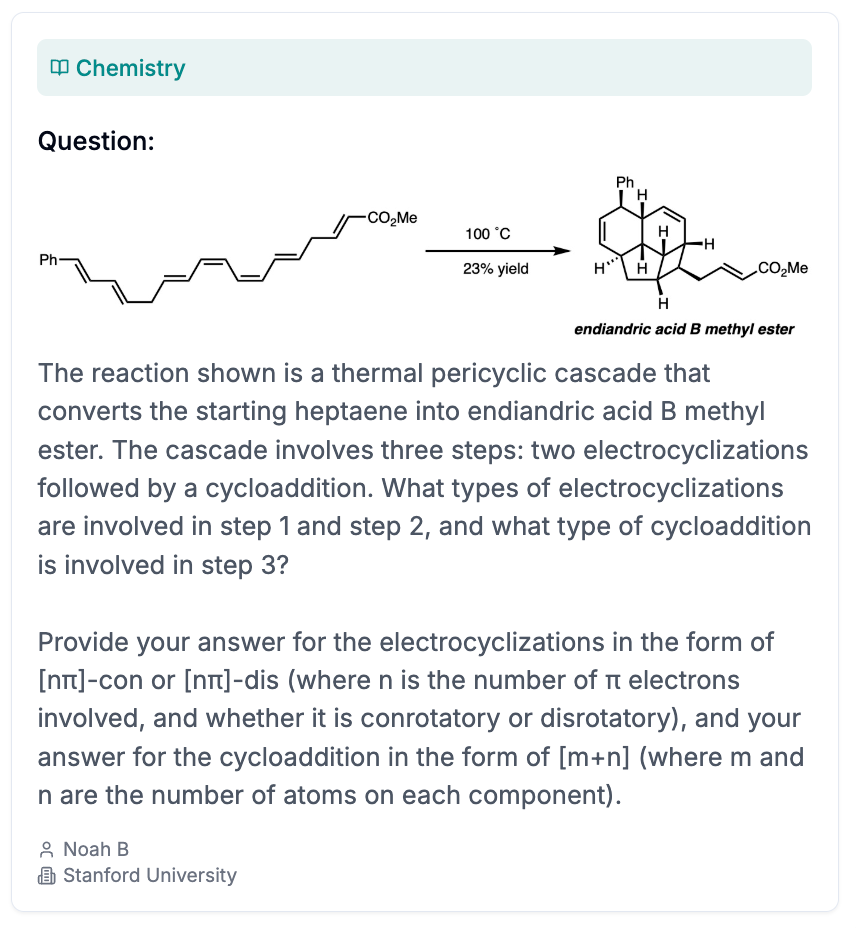 Chemistry
Question:
Ph
CO₂Me
100 ˚C
23% yield
Ph
H
H
H
H
H
H
CO₂Me
endiandric acid B methyl ester
The reaction shown is a thermal pericyclic cascade that
converts the starting heptaene into endiandric acid B methyl
ester. The cascade involves three steps: two electrocyclizations
followed by a cycloaddition. What types of electrocyclizations
are involved in step 1 and step 2, and what type of cycloaddition
is involved in step 3?
Provide your answer for the electrocyclizations in the form of
[nπ]-con or [nπ]-dis (where n is the number of π electrons
involved, and whether it is conrotatory or disrotatory), and your
answer for the cycloaddition in the form of [m+n] (where m and
n are the number of atoms on each component).
Noah B
Stanford University